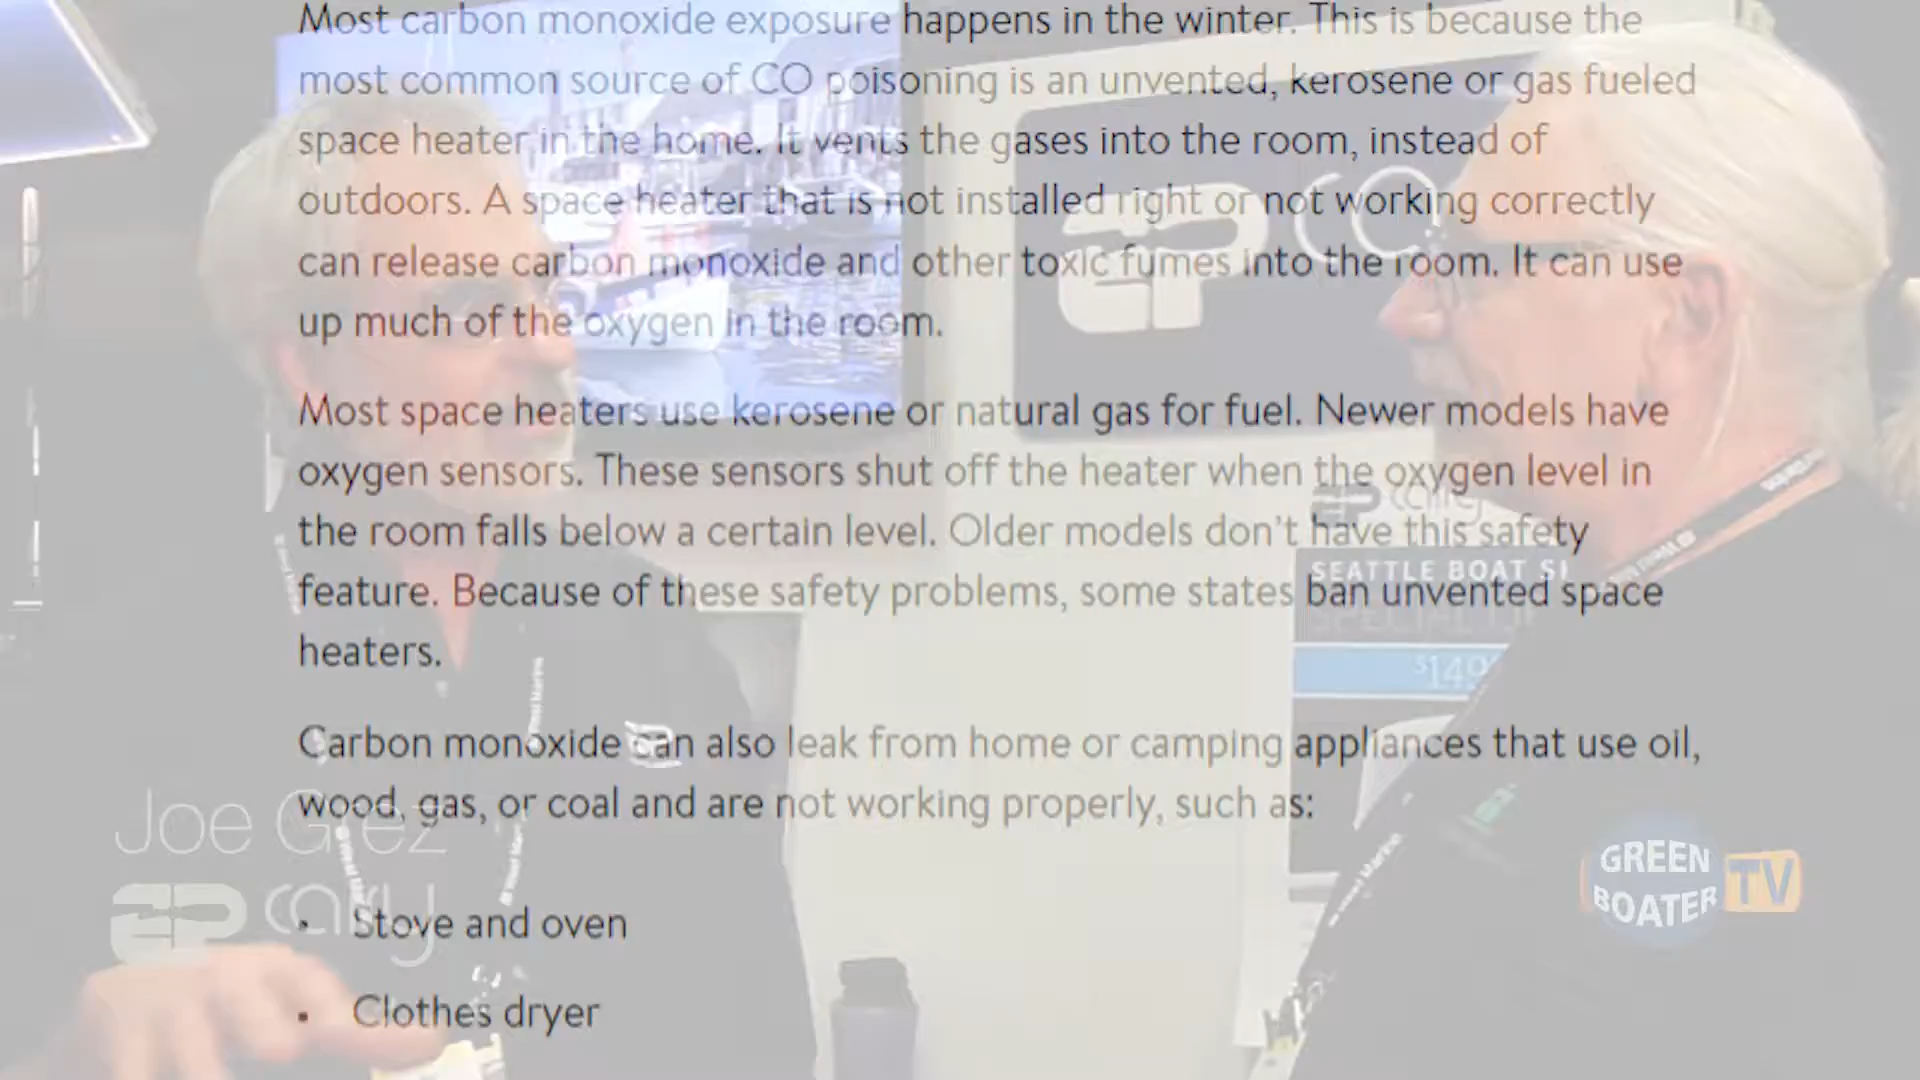 Most carbon monoxide exposure happens in the winter. This is because the
most common source of CO poisoning is an unvented, kerosene or gas fueled
space heater in the home. It vents the gases into the room, instead of
outdoors. A space heater that is not installed right or not working correctly
can release carbon monoxide and other toxic fumes into the room. It can use
up much of the oxygen in the room.
Most space heaters use kerosene or natural gas for fuel. Newer models have
oxygen sensors. These sensors shut off the heater when the oxygen level in
the room falls below a certain level. Older models don't have this safety
feature. Because of these safety problems, some states ban unvented space
heaters.
Carbon monoxide can also leak from home or camping appliances that use oil,
wood, gas, or coal and are not working properly, such as:
• Stove and oven
• Clothes dryer
SEATTLE BOAT
$149
Joe Grez
GREEN
BOATER TV